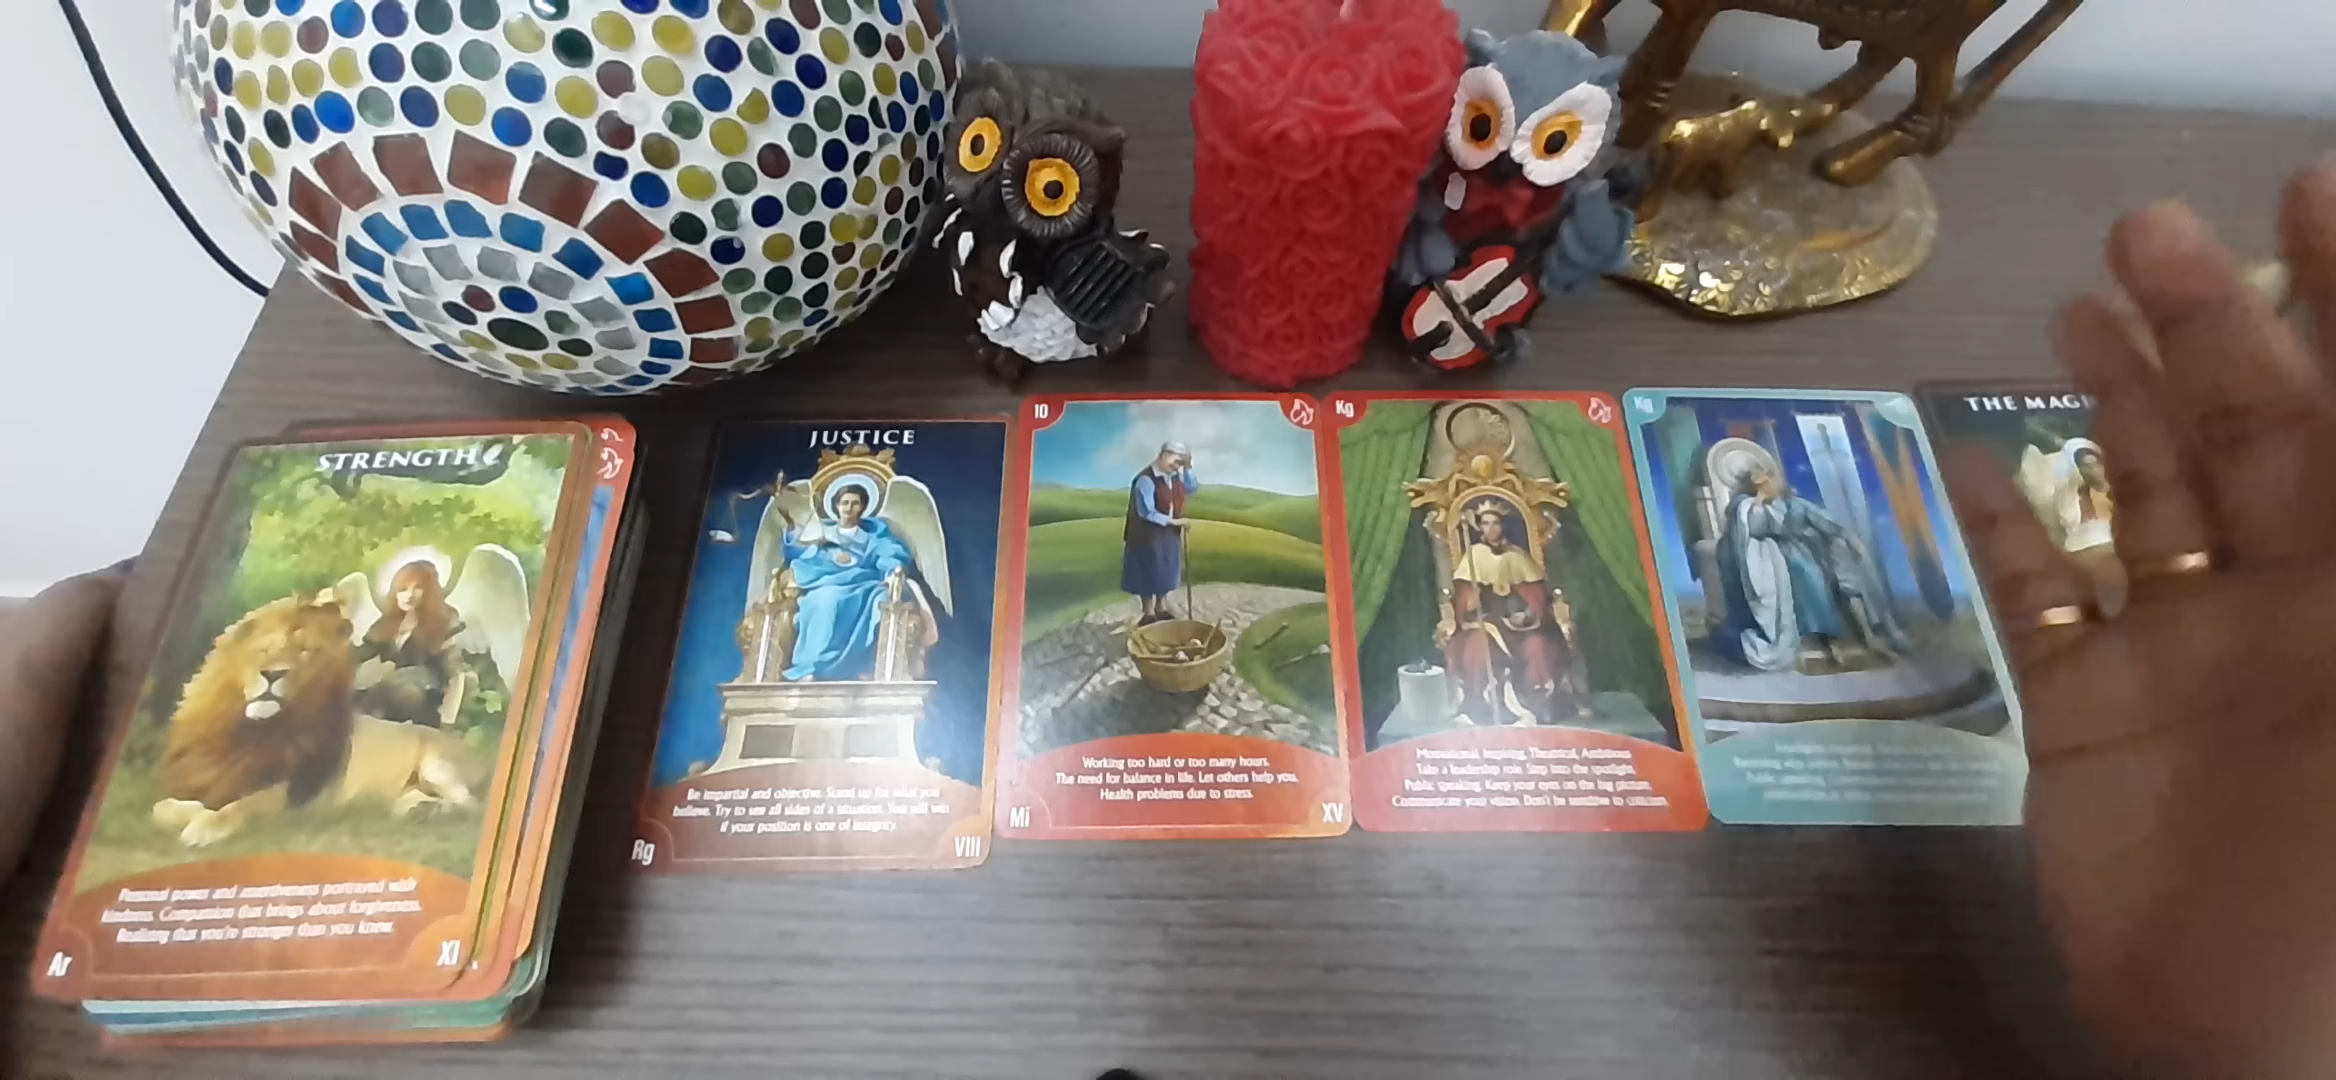 STRENGTH
Personal power and assertiveness portrayed with
kindness. Compassion that brings about forgiveness.
Realizing that you're stronger than you knew.
Ar
XI
JUSTICE
Be impartial and objective. Stand up for what you
believe. Try to see all sides of a situation. You will win
if your position is one of integrity.
Rg
VIII
10
Working too hard or too many hours.
The need for balance in life. Let others help you.
Health problems due to stress.
Mi
XV
Kg
Motivational, Inspiring, Theatrical, Ambitious
Take a leadership role. Step into the spotlight.
Public speaking. Keep your eyes on the big picture.
Communicate your vision. Don't be sensitive to criticism
Kg
Public speaking
THE MAGI